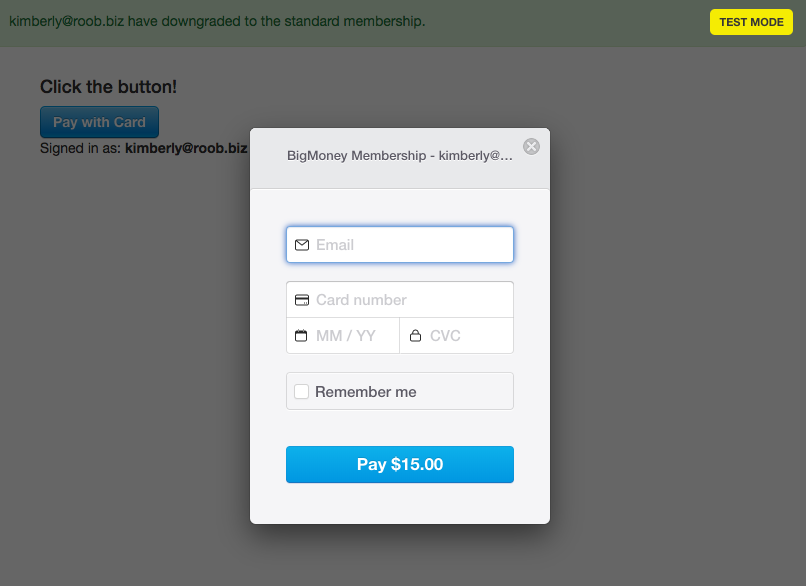 kimberly@roob.biz have downgraded to the standard membership.
TEST MODE
Click the button!
Pay with Card
Signed in as: kimberly@roob.biz
BigMoney Membership - kimberly@...
Email
Card number
MM / YY
CVC
Remember me
Pay $15.00